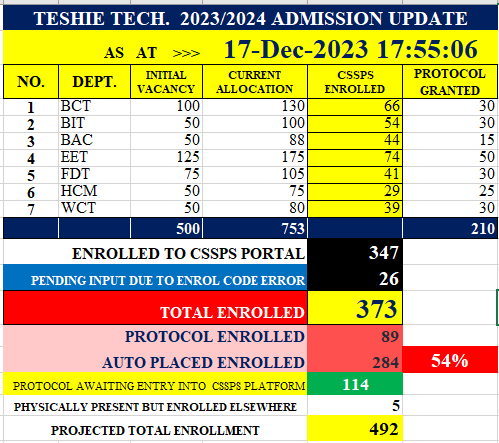 TESHIE TECH. 2023/2024 ADMISSION UPDATE
AS AT >>> 17-Dec-2023 17:55:06
NO. DEPT. INITIAL VACANCY CURRENT ALLOCATION CSSPS ENROLLED PROTOCOL GRANTED
1 BCT 100 130 66 30
2 BIT 50 100 54 30
3 BAC 50 88 44 15
4 EET 125 175 74 50
5 FDT 75 105 41 30
6 HCM 50 75 29 25
7 WCT 50 80 39 30
500 753 210
ENROLLED TO CSSPS PORTAL 347
PENDING INPUT DUE TO ENROL CODE ERROR 26
TOTAL ENROLLED 373
PROTOCOL ENROLLED 89
AUTO PLACED ENROLLED 284 54%
PROTOCOL AWAITING ENTRY INTO CSSPS PLATFORM 114
PHYSICALLY PRESENT BUT ENROLLED ELSEWHERE 5
PROJECTED TOTAL ENROLLMENT 492